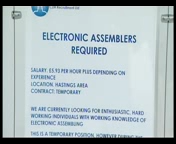 ELECTRONIC ASSEMBLERS
REQUIRED
SALARY: £5.93 PER HOUR PLUS DEPENDING ON
EXPERIENCE
LOCATION: HASTINGS AREA
CONTRACT: TEMPORARY
WE ARE CURRENTLY LOOKING FOR ENTHUSIASTIC, HARD
WORKING INDIVIDUALS WITH WORKING KNOWLEDGE OF
ELECTRONIC ASSEMBLING
THIS IS A TEMPORARY POSITION, HOWEVER DURING